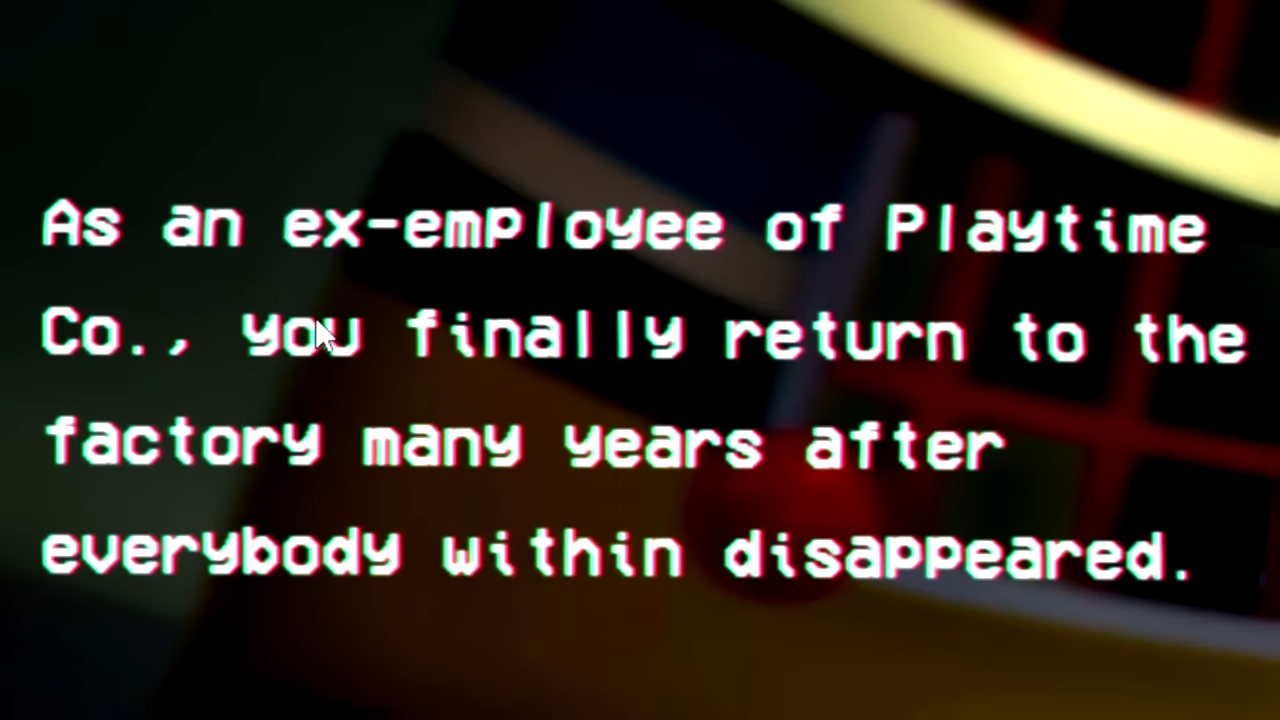 As an ex-employee of Playtime
Co., you finally return to the
factory many years after
everybody within disappeared.